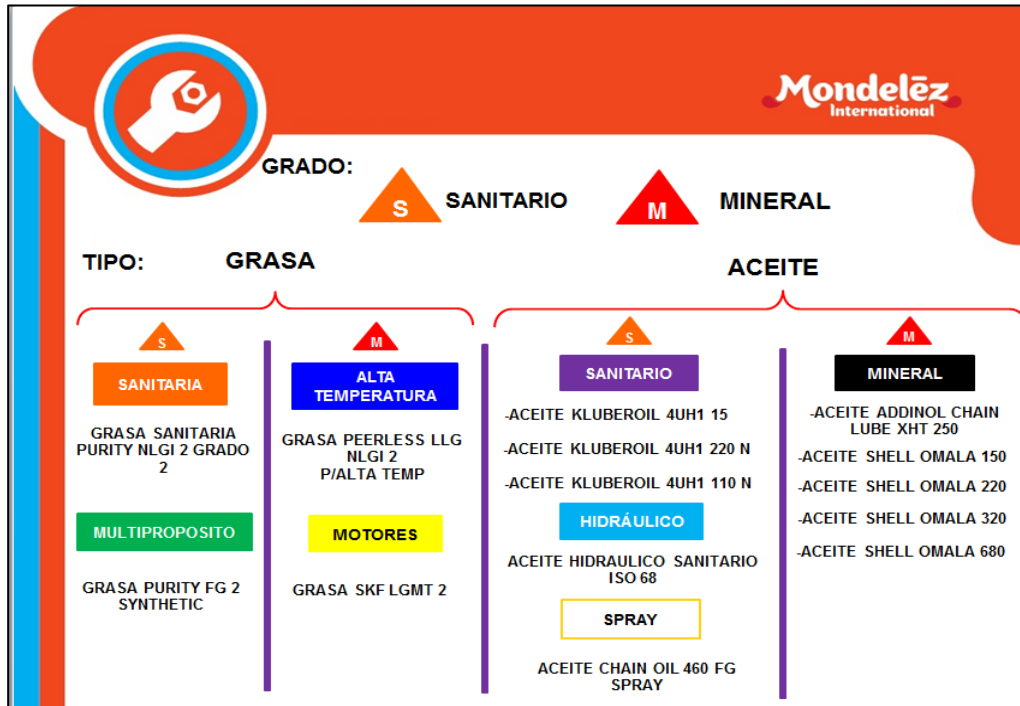 Mondelēz
International
GRADO:
S
SANITARIO
M
MINERAL
TIPO:
GRASA
ACEITE
S
SANITARIA
GRASA SANITARIA
PURITY NLGI 2 GRADO
2
MULTIPROPOSITO
GRASA PURITY FG 2
SYNTHETIC
M
ALTA
TEMPERATURA
GRASA PEERLESS LLG
NLGI 2
P/ALTA TEMP
MOTORES
GRASA SKF LGMT 2
S
SANITARIO
-ACEITE KLUBEROIL 4UH1 15
-ACEITE KLUBEROIL 4UH1 220 N
-ACEITE KLUBEROIL 4UH1 110 N
HIDRÁULICO
ACEITE HIDRAULICO SANITARIO
ISO 68
SPRAY
ACEITE CHAIN OIL 460 FG
SPRAY
M
MINERAL
-ACEITE ADDINOL CHAIN
LUBE XHT 250
-ACEITE SHELL OMALA 150
-ACEITE SHELL OMALA 220
-ACEITE SHELL OMALA 320
-ACEITE SHELL OMALA 680